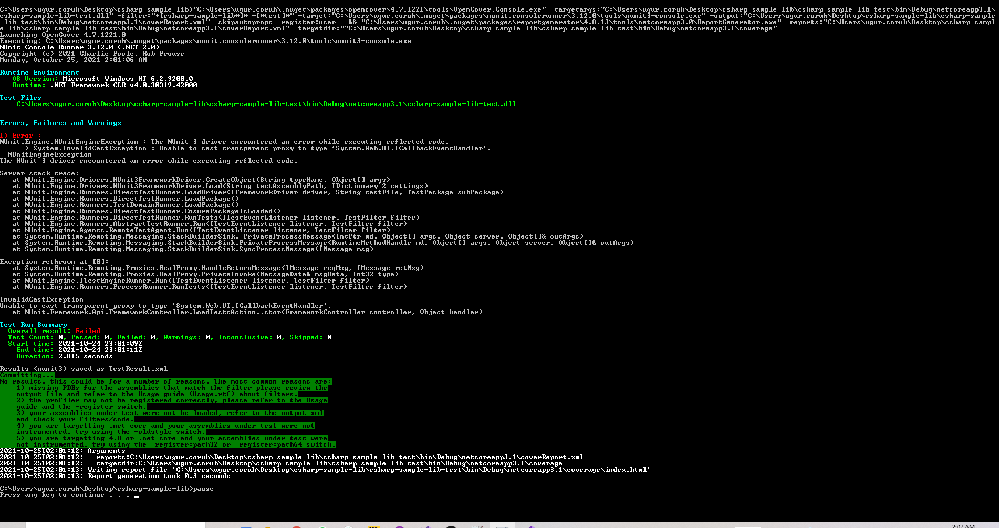 C:\Users\ugur.coruh\Desktop\csharp-sample-lib>"C:\Users\ugur.coruh\.nuget\packages\opencover\4.7.1221\tools\OpenCover.Console.exe" -targetargs:"C:\Users\ugur.coruh\Desktop\csharp-sample-lib\csharp-sample-lib-test\bin\Debug\netcoreapp3.1\
csharp-sample-lib-test.dll" -filter:"+[csharp-sample-lib*]* -[*test]*" -target:"C:\Users\ugur.coruh\.nuget\packages\nunit.consolerunner\3.12.0\tools\nunit3-console.exe" -output:"C:\Users\ugur.coruh\Desktop\csharp-sample-lib\csharp-sample
-lib-test\bin\Debug\netcoreapp3.1\coverReport.xml" -skipautoprops -register:user   && "C:\Users\ugur.coruh\.nuget\packages\reportgenerator\4.8.13\tools\netcoreapp3.0\ReportGenerator.exe" -reports:"C:\Users\ugur.coruh\Desktop\csharp-sampl
e-lib\csharp-sample-lib-test\bin\Debug\netcoreapp3.1\coverReport.xml" -targetdir:""C:\Users\ugur.coruh\Desktop\csharp-sample-lib\csharp-sample-lib-test\bin\Debug\netcoreapp3.1\coverage"
Launching OpenCover 4.7.1221.0
Executing: C:\Users\ugur.coruh\.nuget\packages\nunit.consolerunner\3.12.0\tools\nunit3-console.exe
NUnit Console Runner 3.12.0 (.NET 2.0)
Copyright (c) 2021 Charlie Poole, Rob Prouse
Monday, October 25, 2021 2:01:06 AM
Runtime Environment
OS Version: Microsoft Windows NT 6.2.9200.0
Runtime: .NET Framework CLR v4.0.30319.42000
Test Files
C:\Users\ugur.coruh\Desktop\csharp-sample-lib\csharp-sample-lib-test\bin\Debug\netcoreapp3.1\csharp-sample-lib-test.dll
Errors, Failures and Warnings
1) Error :
NUnit.Engine.NUnitEngineException : The NUnit 3 driver encountered an error while executing reflected code.
----> System.InvalidCastException : Unable to cast transparent proxy to type 'System.Web.UI.ICallbackEventHandler'.
--NUnitEngineException
The NUnit 3 driver encountered an error while executing reflected code.
Server stack trace:
at NUnit.Engine.Drivers.NUnit3FrameworkDriver.CreateObject(String typeName, Object[] args)
at NUnit.Engine.Drivers.NUnit3FrameworkDriver.Load(String testAssemblyPath, IDictionary`2 settings)
at NUnit.Engine.Runners.DirectTestRunner.LoadDriver(IFrameworkDriver driver, String testFile, TestPackage subPackage)
at NUnit.Engine.Runners.DirectTestRunner.LoadPackage()
at NUnit.Engine.Runners.TestDomainRunner.LoadPackage()
at NUnit.Engine.Runners.DirectTestRunner.EnsurePackageIsLoaded()
at NUnit.Engine.Runners.DirectTestRunner.RunTests(ITestEventListener listener, TestFilter filter)
at NUnit.Engine.Runners.AbstractTestRunner.Run(ITestEventListener listener, TestFilter filter)
at NUnit.Engine.Agents.RemoteTestAgent.Run(ITestEventListener listener, TestFilter filter)
at System.Runtime.Remoting.Messaging.StackBuilderSink._PrivateProcessMessage(IntPtr md, Object[] args, Object server, Object[]& outArgs)
at System.Runtime.Remoting.Messaging.StackBuilderSink.PrivateProcessMessage(RuntimeMethodHandle md, Object[] args, Object server, Object[]& outArgs)
at System.Runtime.Remoting.Messaging.StackBuilderSink.SyncProcessMessage(IMessage msg)
Exception rethrown at [0]:
at System.Runtime.Remoting.Proxies.RealProxy.HandleReturnMessage(IMessage reqMsg, IMessage retMsg)
at System.Runtime.Remoting.Proxies.RealProxy.PrivateInvoke(MessageData& msgData, Int32 type)
at NUnit.Engine.ITestEngineRunner.Run(ITestEventListener listener, TestFilter filter)
at NUnit.Engine.Runners.ProcessRunner.RunTests(ITestEventListener listener, TestFilter filter)
--
InvalidCastException
Unable to cast transparent proxy to type 'System.Web.UI.ICallbackEventHandler'.
at NUnit.Framework.Api.FrameworkController.LoadTestsAction..ctor(FrameworkController controller, Object handler)
Test Run Summary
Overall result: Failed
Test Count: 0, Passed: 0, Failed: 0, Warnings: 0, Inconclusive: 0, Skipped: 0
Start time: 2021-10-24 23:01:09Z
End time: 2021-10-24 23:01:11Z
Duration: 2.815 seconds
Results (nunit3) saved as TestResult.xml
Committing...
No results, this could be for a number of reasons. The most common reasons are:
1) missing PDBs for the assemblies that match the filter please review the
output file and refer to the Usage guide (Usage.rtf) about filters.
2) the profiler may not be registered correctly, please refer to the Usage
guide and the -register switch.
3) your assemblies under test were not be loaded, refer to the output xml
and check your filters/code.
4) you are targetting .net core and your assemblies under test were not
instrumented, try using the -oldstyle switch.
5) you are targetting 4.8 or .net core and your assemblies under test were
not instrumented, try using the -register:path32 or -register:path64 switch.
2021-10-25T02:01:12: Arguments
2021-10-25T02:01:12:  -reports:C:\Users\ugur.coruh\Desktop\csharp-sample-lib\csharp-sample-lib-test\bin\Debug\netcoreapp3.1\coverReport.xml
2021-10-25T02:01:12:  -targetdir:C:\Users\ugur.coruh\Desktop\csharp-sample-lib\csharp-sample-lib-test\bin\Debug\netcoreapp3.1\coverage
2021-10-25T02:01:13: Writing report file 'C:\Users\ugur.coruh\Desktop\csharp-sample-lib\csharp-sample-lib-test\bin\Debug\netcoreapp3.1\coverage\index.html'
2021-10-25T02:01:13: Report generation took 0.3 seconds
C:\Users\ugur.coruh\Desktop\csharp-sample-lib>pause
Press any key to continue . . .
2:07 AM